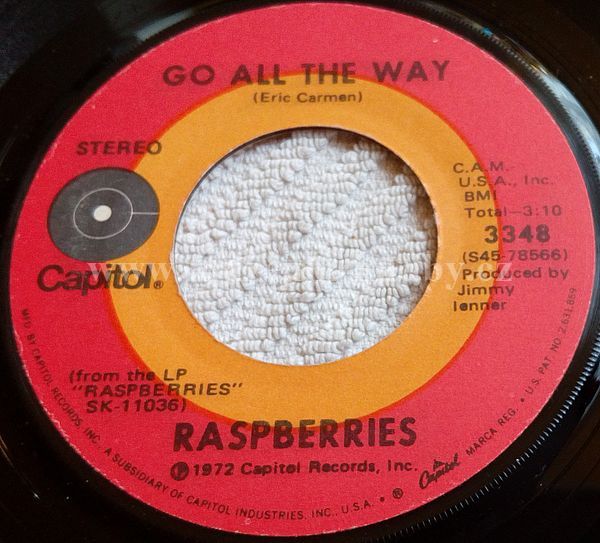 GO ALL THE WAY
(Eric Carmen)
STEREO
Capitol®
C.A.M.-
U.S.A., Inc.
BMI
Total—3:10
3348
(S45-78566)
Produced by
Jimmy
Ienner
(from the LP
"RASPBERRIES"
SK-11036)
RASPBERRIES
Ⓟ1972 Capitol Records, Inc.
MFD. BY CAPITOL RECORDS, INC. A SUBSIDIARY OF CAPITOL INDUSTRIES, INC., U.S.A. • ® Capitol MARCA REG. • U.S. PAT. NO. 2,631,859